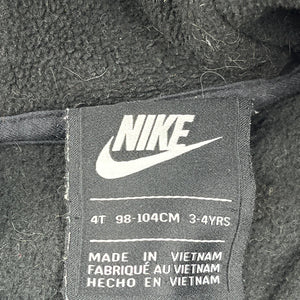 NIKE
4T 98-104CM 3-4YRS
MADE IN VIETNAM
FABRIQUÉ AU VIETNAM
HECHO EN VIETNAM